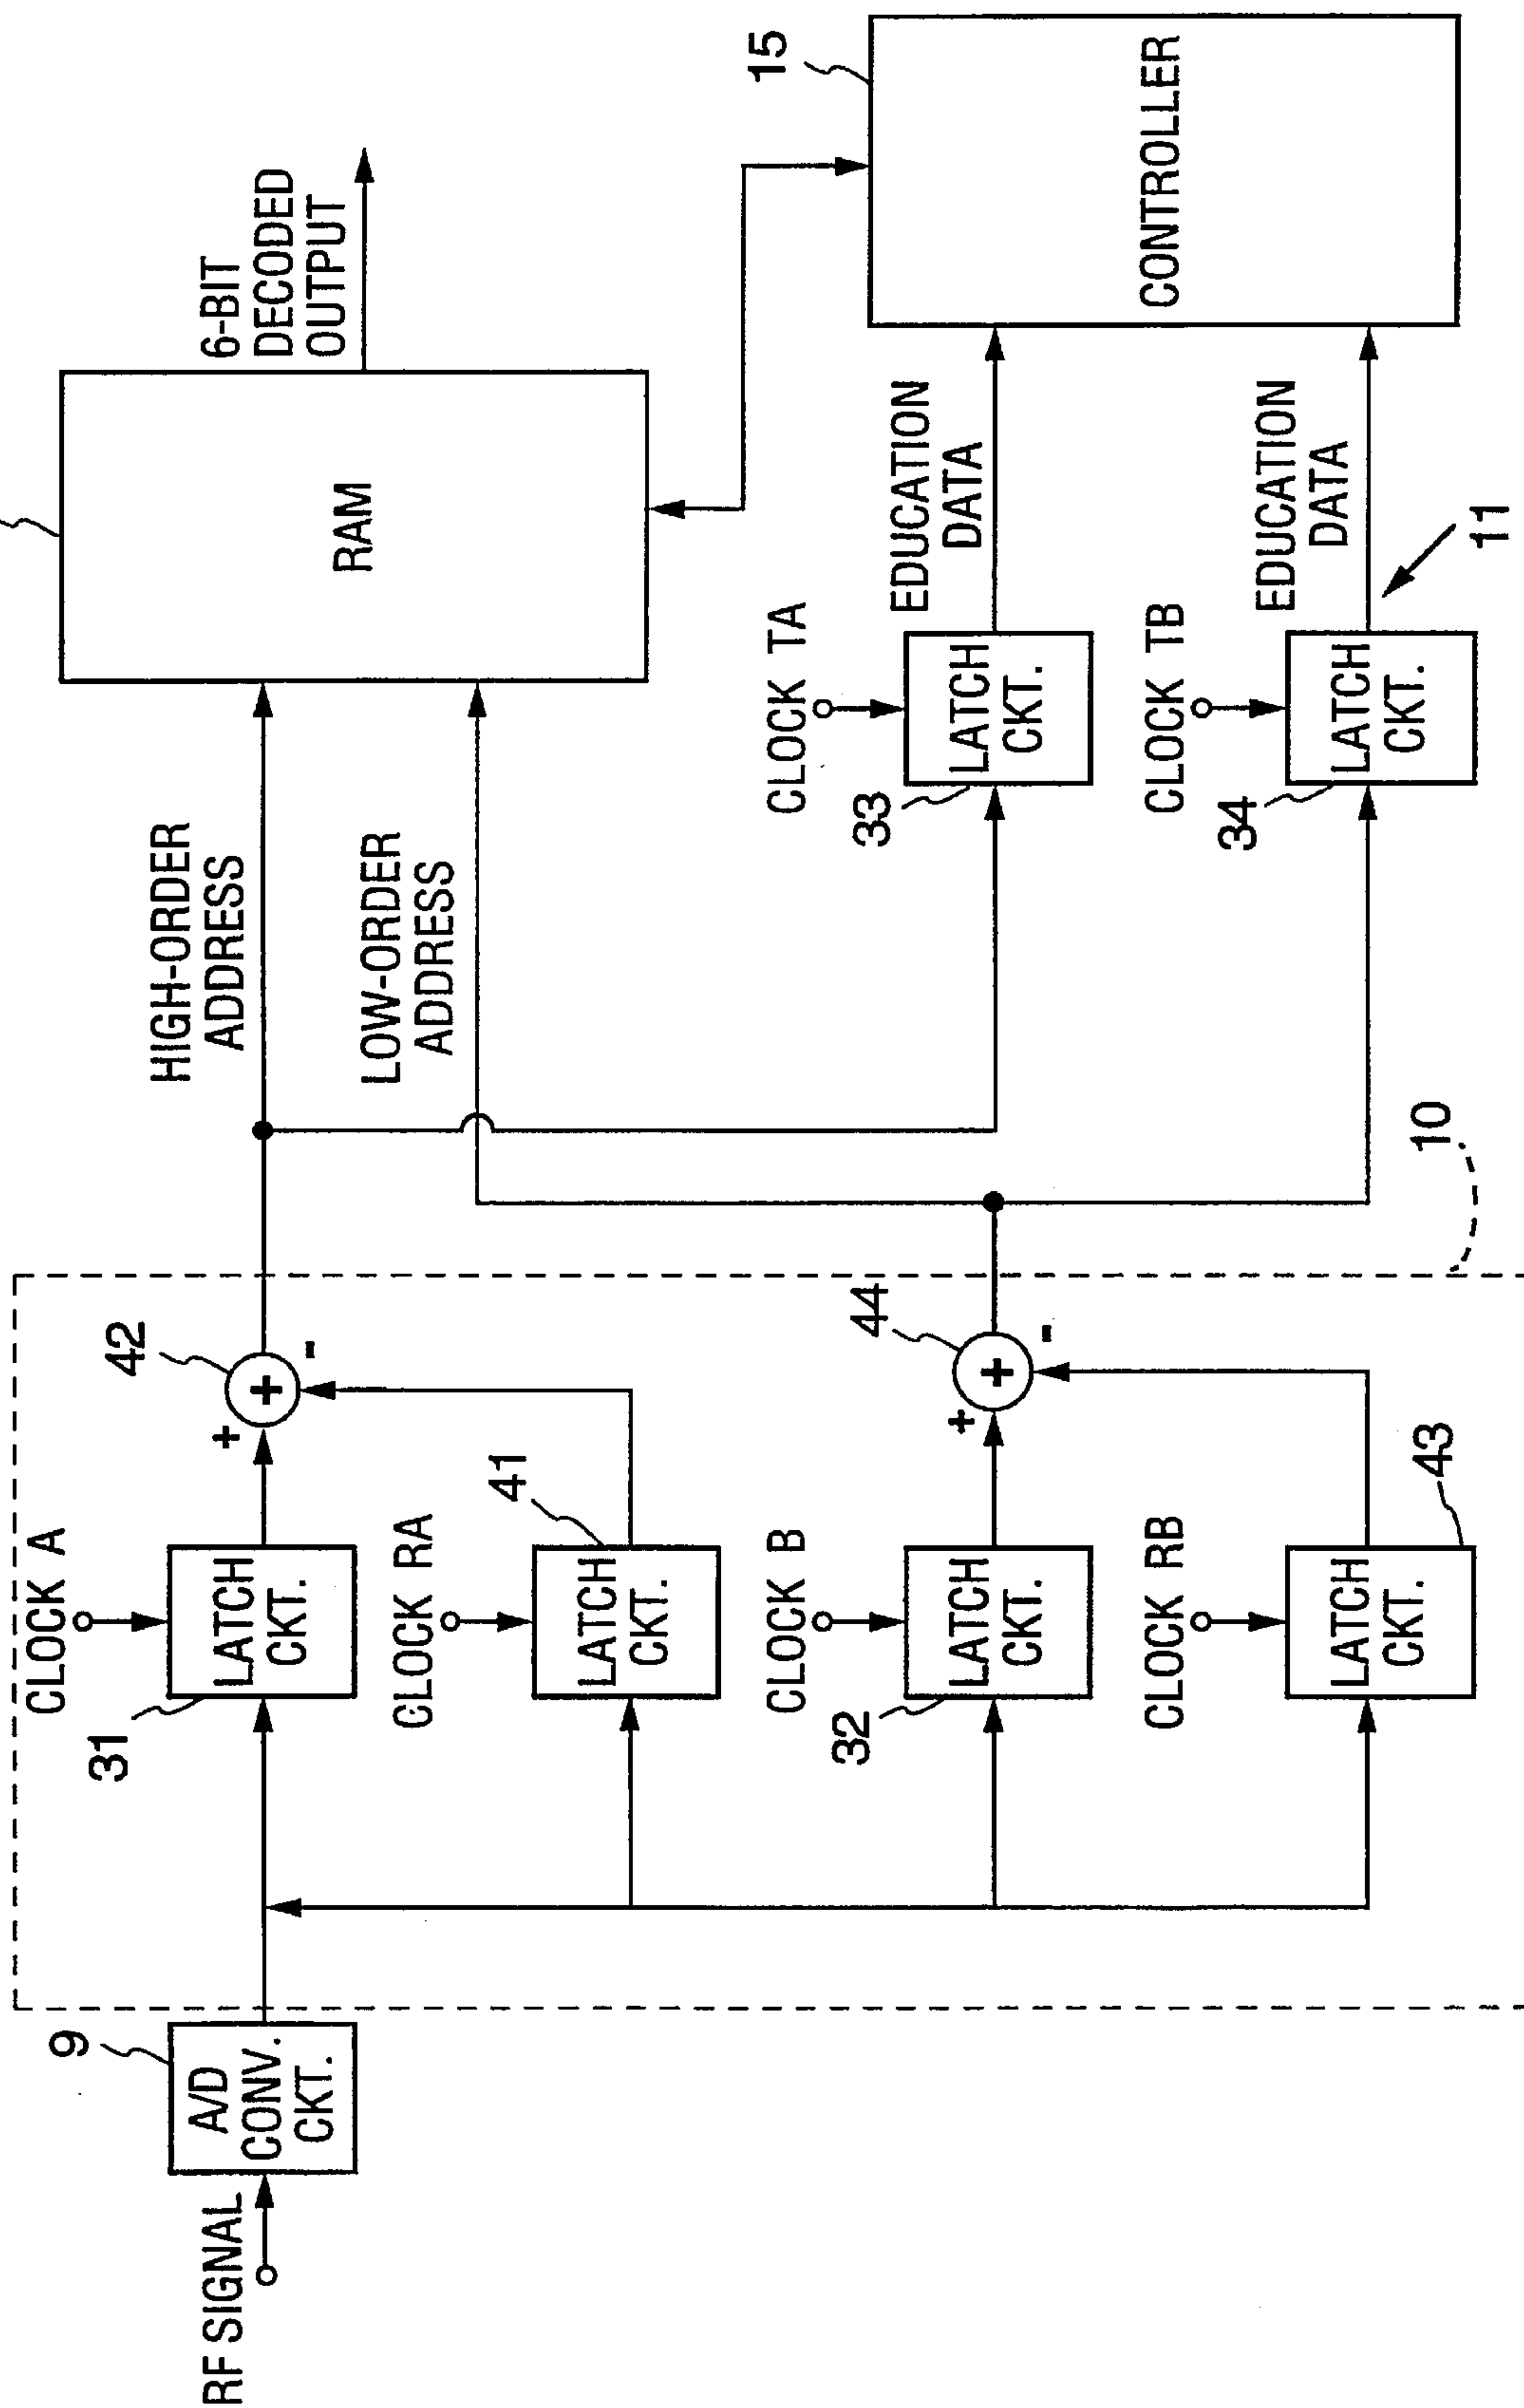 RF SIGNAL
9
A/D
CONV.
CKT.
CLOCK A
31
LATCH
CKT.
+
-
+
42
CLOCK RA
41
LATCH
CKT.
CLOCK B
32
LATCH
CKT.
+
-
+
44
CLOCK RB
43
LATCH
CKT.
10
HIGH-ORDER
ADDRESS
LOW-ORDER
ADDRESS
RAM
6-BIT
DECODED
OUTPUT
CLOCK TA
33
LATCH
CKT.
EDUCATION
DATA
CLOCK TB
34
LATCH
CKT.
EDUCATION
DATA
11
15
CONTROLLER